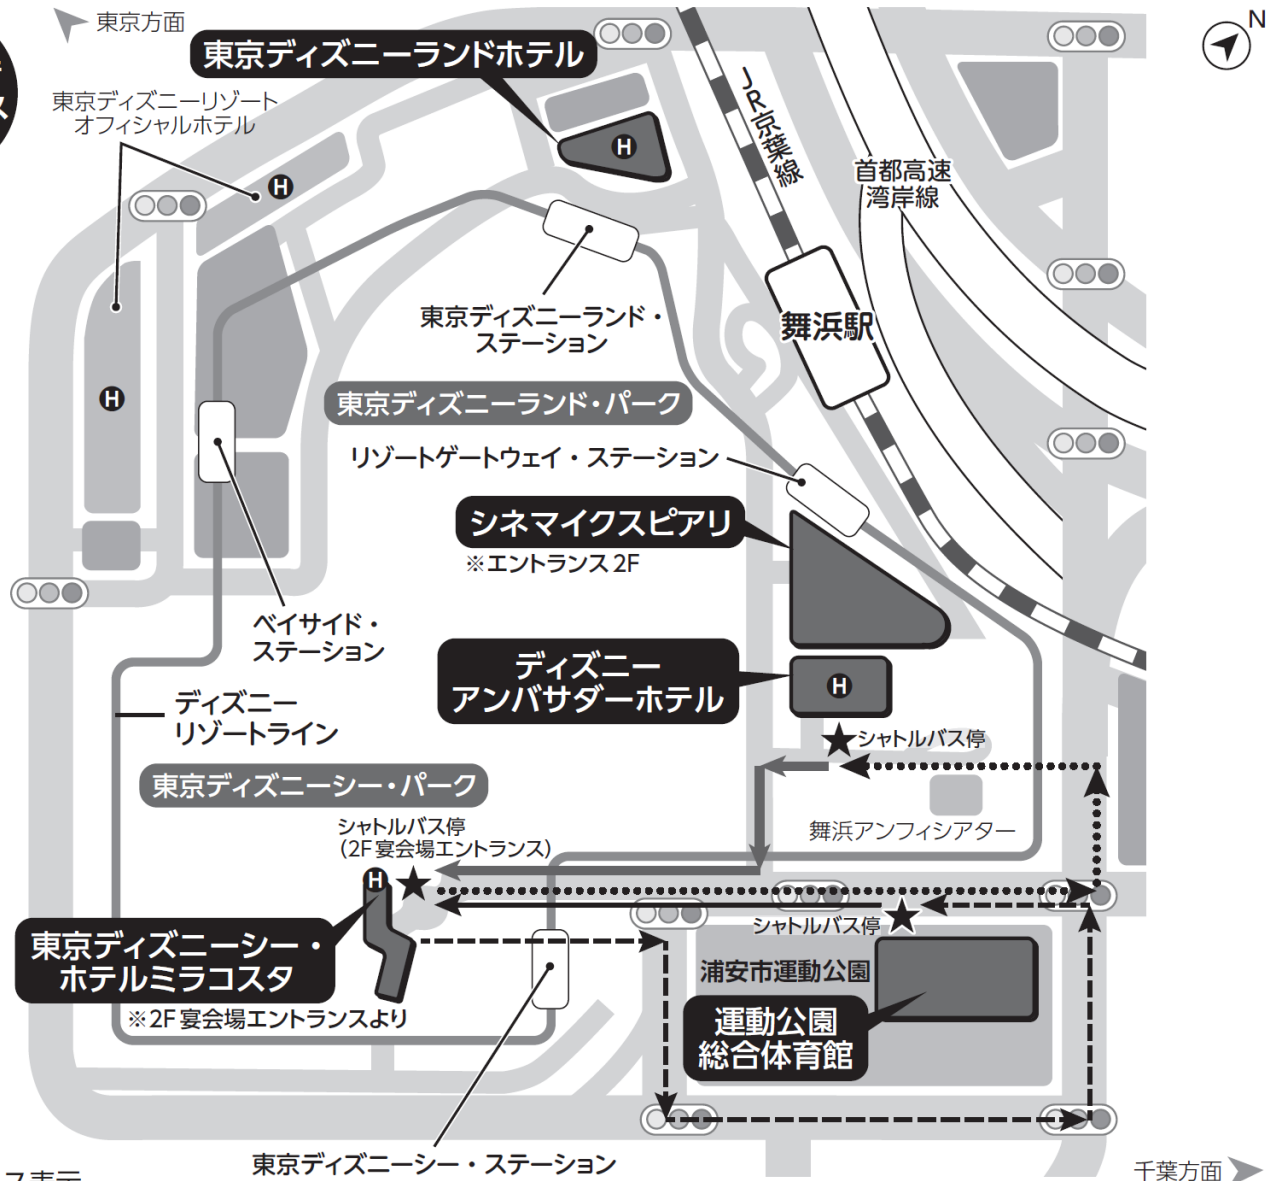 東京方面
N
東京ディズニーランドホテル
東京ディズニーリゾート
オフィシャルホテル
JR京葉線
首都高速
湾岸線
H
H
H
東京ディズニーランド・
ステーション
舞浜駅
東京ディズニーランド・パーク
リゾートゲートウェイ・ステーション
シネマイクスピアリ
※エントランス2F
ベイサイド・
ステーション
ディズニー
アンバサダーホテル
H
ディズニー
リゾートライン
シャトルバス停
東京ディズニーシー・パーク
シャトルバス停
(2F宴会場エントランス)
舞浜アンフィシアター
H
シャトルバス停
東京ディズニーシー・
ホテルミラコスタ
※2F宴会場エントランスより
浦安市運動公園
運動公園
総合体育館
東京ディズニーシー・ステーション
千葉方面